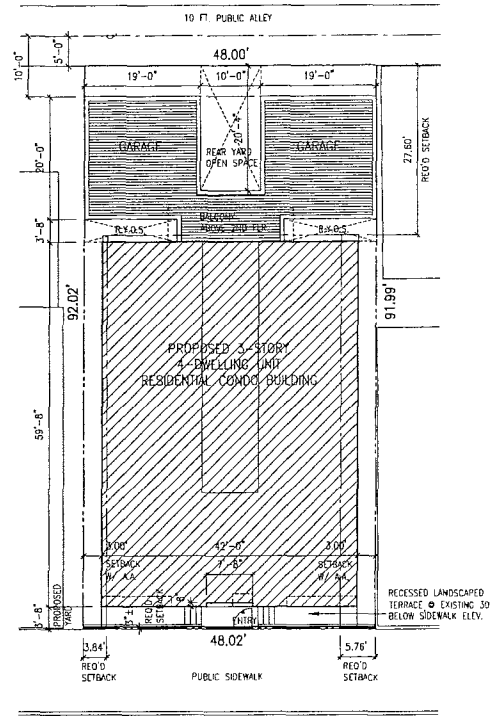 10 FT. PUBLIC ALLEY
10'-0"
5'-0"
48.00'
19'-0"
10'-0"
19'-0"
20'-0"
GARAGE
REAR YARD
OPEN SPACE
GARAGE
27.60'
REQ'D SETBACK
3'-8"
R.Y.O.S.
BALCONY
ABOVE 2ND FLR.
R.Y.O.S.
92.02'
91.99'
PROPOSED 3-STORY
4-DWELLING UNIT
RESIDENTIAL CONDO BUILDING
59'-8"
3.00'
42'-0"
3.00'
SETBACK
W/ A.A.
7'-8"
SETBACK
W/ A.A.
3'-8"
PROPOSED
YARD
REQ'D
SETBACK
ENTRY
RECESSED LANDSCAPED
TERRACE @ EXISTING 30"
BELOW SIDEWALK ELEV.
3.84'
48.02'
5.76'
REQ'D
SETBACK
PUBLIC SIDEWALK
REQ'D
SETBACK